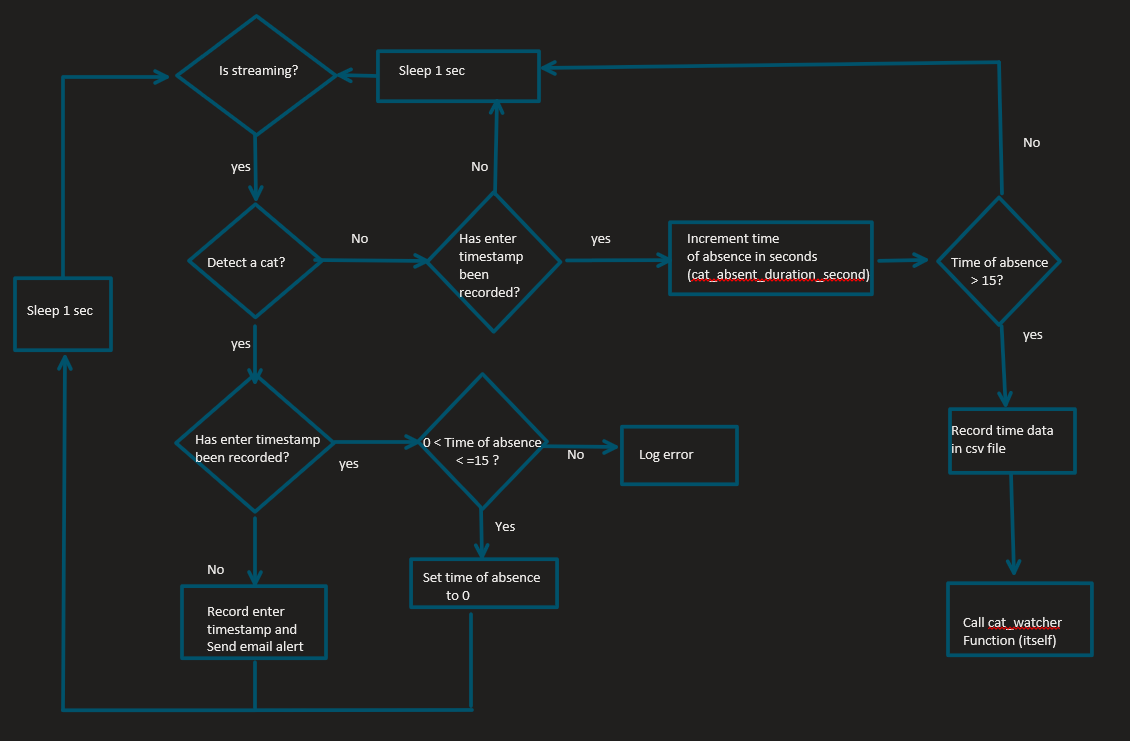 Is streaming?
Sleep 1 sec
No
yes
No
Detect a cat?
No
Has enter
timestamp
been
recorded?
yes
Increment time
of absence in seconds
(cat_absent_duration_second)
Time of absence
> 15?
Sleep 1 sec
yes
yes
Has enter timestamp
been recorded?
yes
0 < Time of absence
< =15 ?
No
Log error
Record time data
in csv file
Yes
No
Set time of absence
to 0
Record enter
timestamp and
Send email alert
Call cat_watcher
Function (itself)